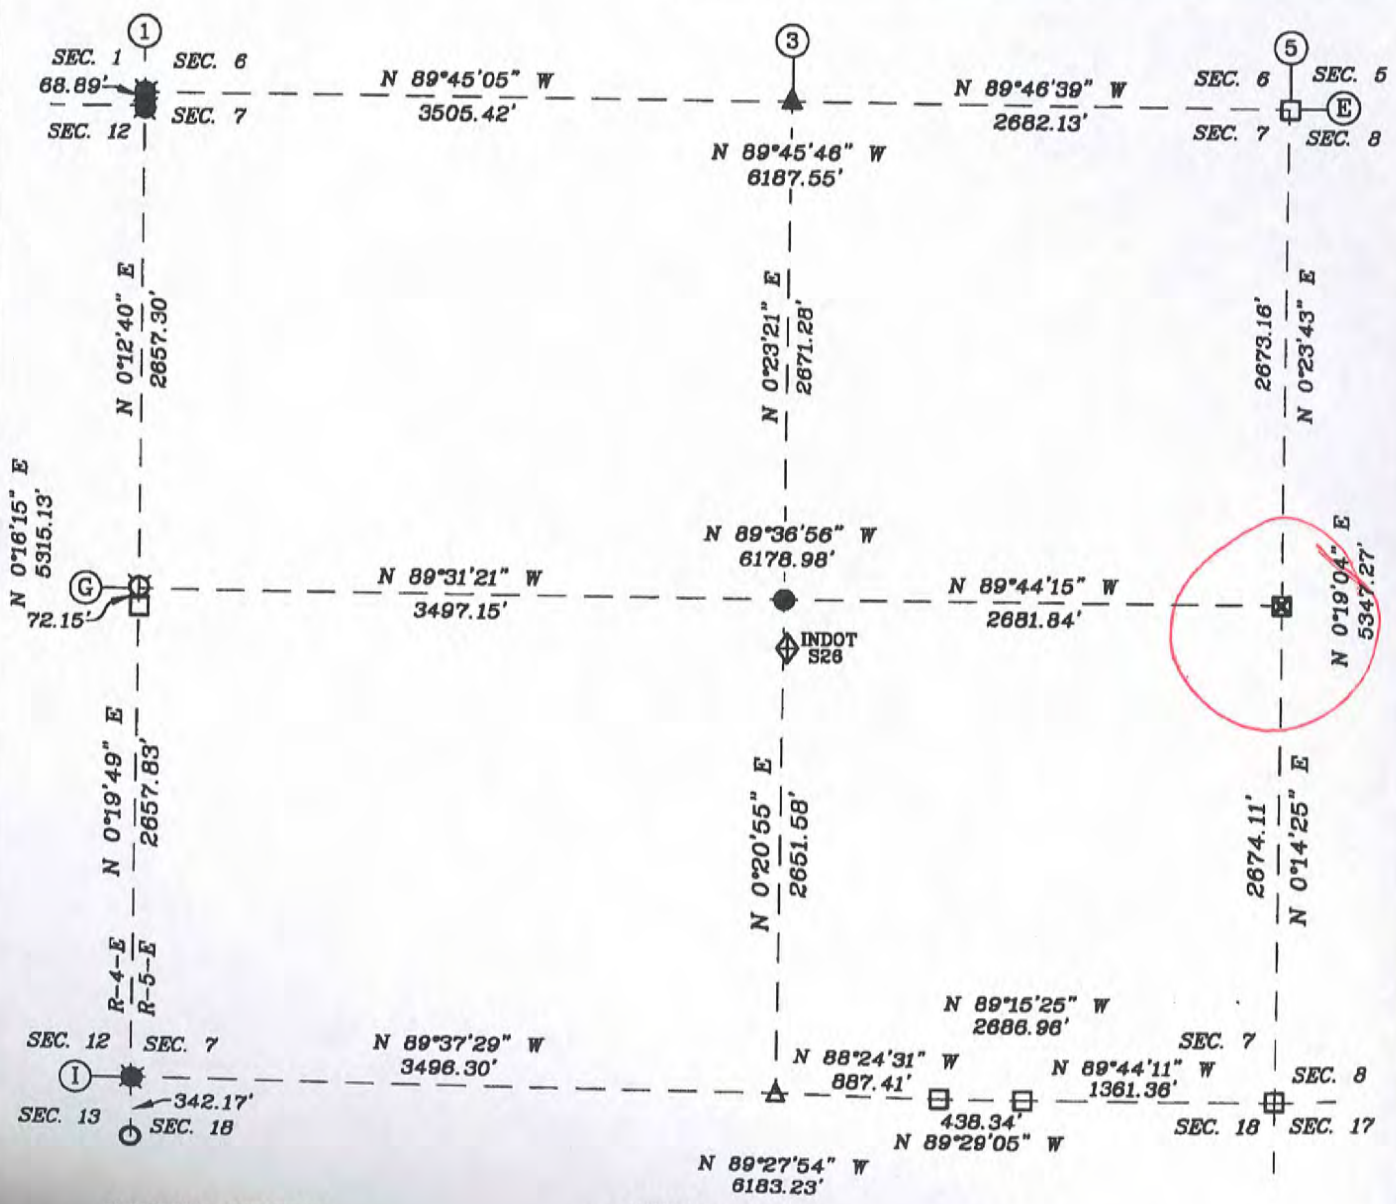 1
3
5
SEC. 1
SEC. 6
SEC. 6
SEC. 5
68.89'
N 89°45'05" W
3505.42'
N 89°46'39" W
2682.13'
E
SEC. 12
SEC. 7
SEC. 7
SEC. 8
N 89°45'46" W
6187.55'
N 0°12'40" E
2657.30'
N 0°23'21" E
2671.28'
2673.16'
N 0°23'43" E
N 0°16'15" E
5315.13'
N 0°19'04" E
5347.27'
N 89°36'56" W
6178.98'
G
N 89°31'21" W
3497.15'
N 89°44'15" W
2681.84'
72.15'
INDOT
S26
N 0°19'49" E
2657.83'
N 0°20'55" E
2651.58'
2674.11'
N 0°14'25" E
R-4-E
R-5-E
N 89°15'25" W
2686.96'
SEC. 12
SEC. 7
N 89°37'29" W
3496.30'
N 88°24'31" W
887.41'
N 89°44'11" W
1361.36'
SEC. 7
SEC. 8
I
342.17'
SEC. 13
SEC. 18
438.34'
N 89°29'05" W
SEC. 18
SEC. 17
N 89°27'54" W
6183.23'